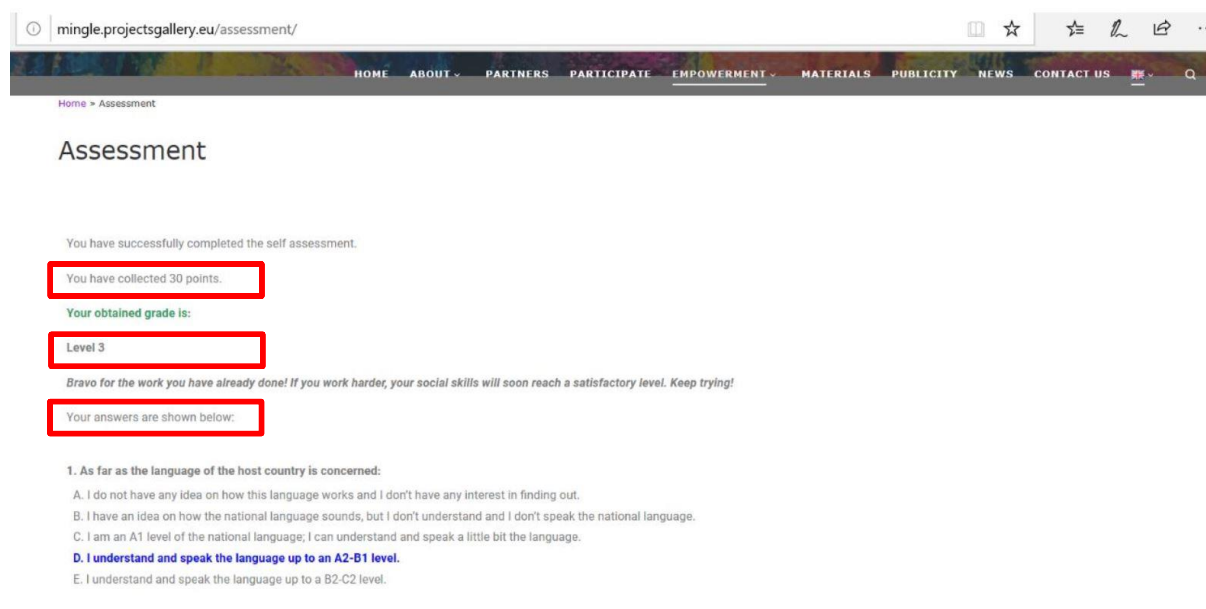 mingle.projectsgallery.eu/assessment/
HOME ABOUT PARTNERS PARTICIPATE EMPOWERMENT MATERIALS PUBLICITY NEWS CONTACT US
Home » Assessment
Assessment
You have successfully completed the self assessment.
You have collected 30 points.
Your obtained grade is:
Level 3
Bravo for the work you have already done! If you work harder, your social skills will soon reach a satisfactory level. Keep trying!
Your answers are shown below:
1. As far as the language of the host country is concerned:
A. I do not have any idea on how this language works and I don't have any interest in finding out.
B. I have an idea on how the national language sounds, but I don't understand and I don't speak the national language.
C. I am an A1 level of the national language; I can understand and speak a little bit the language.
D. I understand and speak the language up to an A2-B1 level.
E. I understand and speak the language up to a B2-C2 level.